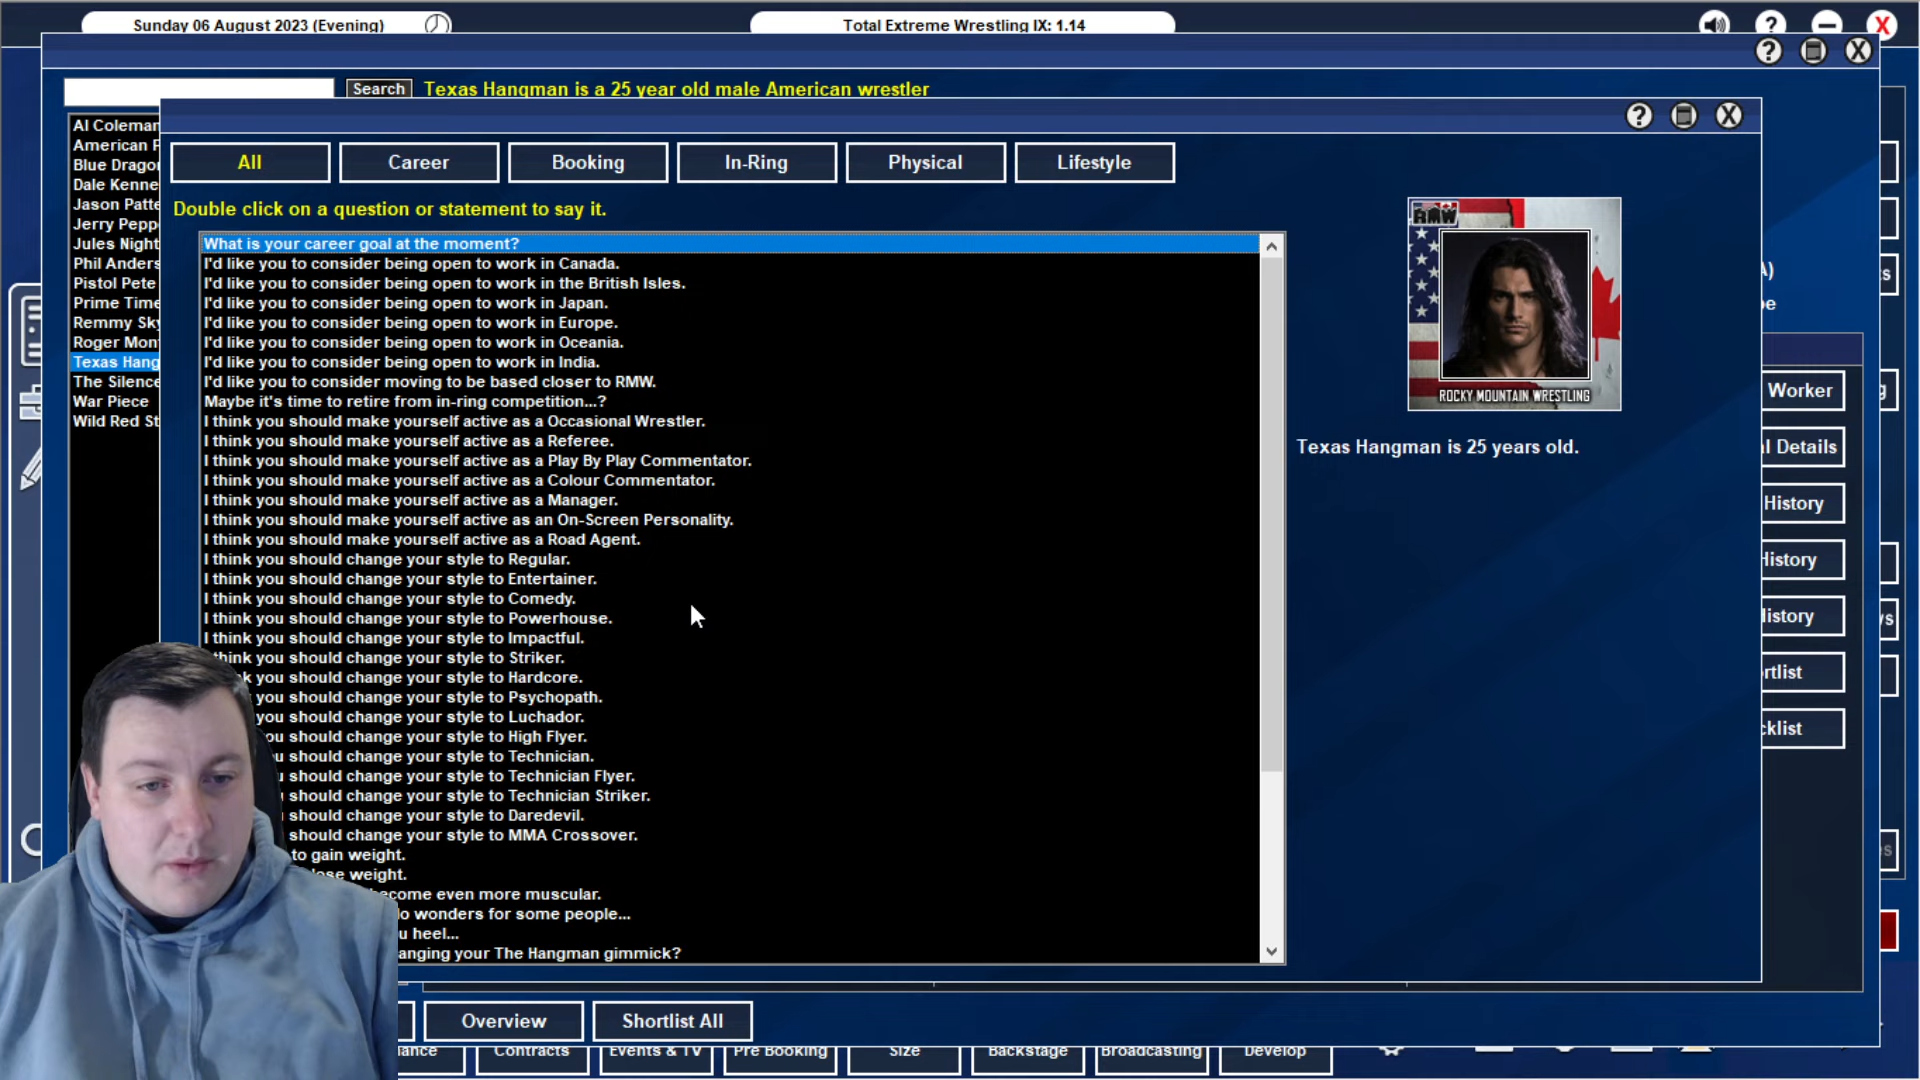 Sunday 06 August 2023 (Evening)
Total Extreme Wrestling IX: 1.14
Search
Texas Hangman is a 25 year old male American wrestler
Al Coleman
American
Blue
Dale
Jason
Jerry
Jules
Phil
Pistol Pete
Prime Time
Remmy
Roger
Texas
The Silence
War Piece
Wild Red
All
Career
Booking
In-Ring
Physical
Lifestyle
Double click on a question or statement to say it.
What is your career goal at the moment?
I'd like you to consider being open to work in Canada.
I'd like you to consider being open to work in the British Isles.
I'd like you to consider being open to work in Japan.
I'd like you to consider being open to work in Europe.
I'd like you to consider being open to work in Oceania.
I'd like you to consider being open to work in India.
I'd like you to consider moving to be based closer to RMW.
Maybe it's time to retire from in-ring competition...?
I think you should make yourself active as a Occasional Wrestler.
I think you should make yourself active as a Referee.
I think you should make yourself active as a Play By Play Commentator.
I think you should make yourself active as a Colour Commentator.
I think you should make yourself active as a Manager.
I think you should make yourself active as an On-Screen Personality.
I think you should make yourself active as a Road Agent.
I think you should change your style to Regular.
I think you should change your style to Entertainer.
I think you should change your style to Comedy.
I think you should change your style to Powerhouse.
I think you should change your style to Impactful.
think you should change your style to Striker.
you should change your style to Hardcore.
you should change your style to Psychopath.
you should change your style to Luchador.
should change your style to High Flyer.
should change your style to Technician.
should change your style to Technician Flyer.
should change your style to Technician Striker.
should change your style to Daredevil.
should change your style to MMA Crossover.
to gain weight.
lose weight.
become even more muscular.
wonders for some people...
heel...
your The Hangman gimmick?
RMW
ROCKY MOUNTAIN WRESTLING
Texas Hangman is 25 years old.
Worker
Details
History
History
History
Overview
Shortlist All
Contracts
Events & TV
Pre Booking
Size
Backstage
Broadcasting
Develop